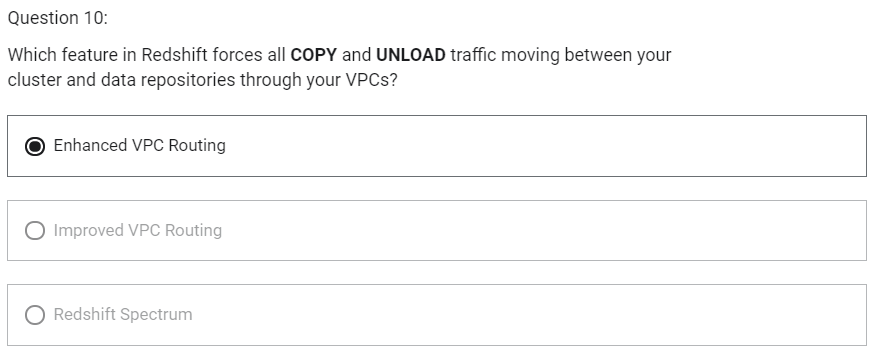 Question 10:
Which feature in Redshift forces all COPY and UNLOAD traffic moving between your
cluster and data repositories through your VPCs?
Enhanced VPC Routing
Improved VPC Routing
Redshift Spectrum